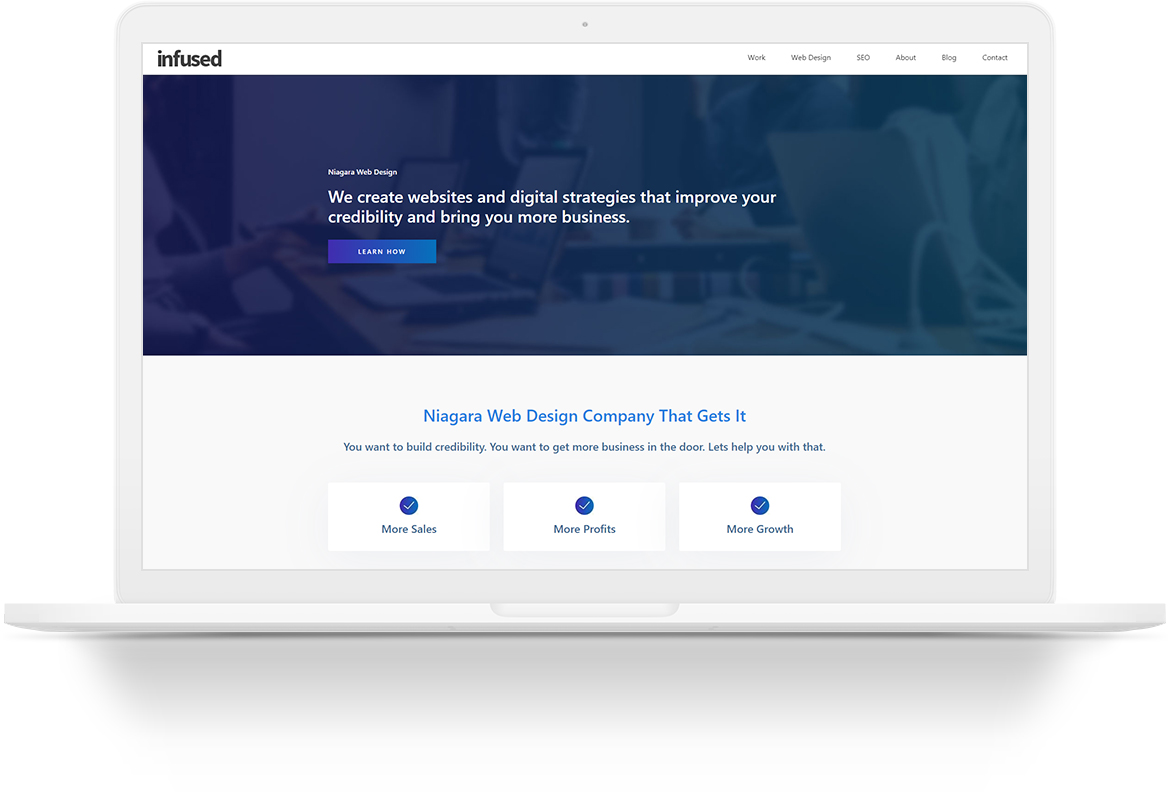 infused
Work Web Design SEO About Blog Contact
Niagara Web Design
We create websites and digital strategies that improve your
credibility and bring you more business.
LEARN HOW
Niagara Web Design Company That Gets It
You want to build credibility. You want to get more business in the door. Lets help you with that.
More Sales More Profits More Growth